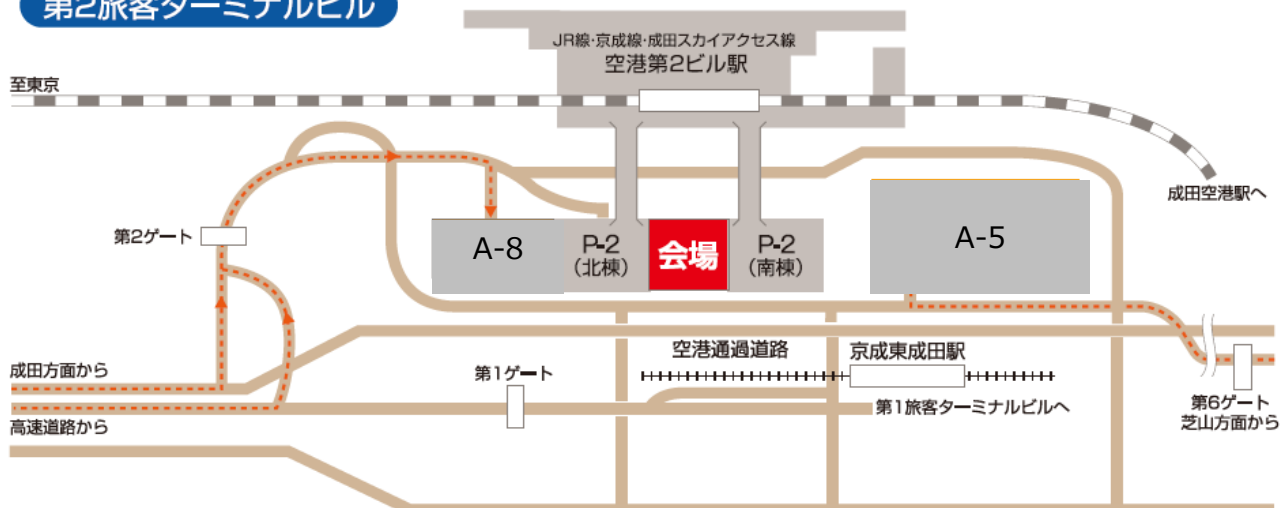 第2旅客ターミナルビル
JR線・京成線・成田スカイアクセス線
空港第2ビル駅
至東京
成田空港駅へ
第2ゲート
A-8
P-2
(北棟)
会場
P-2
(南棟)
A-5
空港通過道路
京成東成田駅
成田方面から
第1ゲート
第1旅客ターミナルビルへ
高速道路から
第6ゲート
芝山方面から